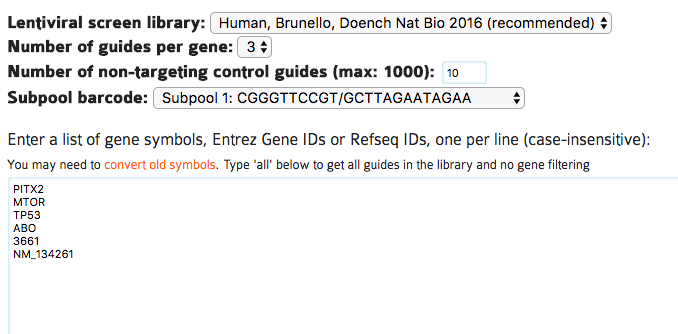 Lentiviral screen library: Human, Brunello, Doench Nat Bio 2016 (recommended)
Number of guides per gene: 3
Number of non-targeting control guides (max: 1000): 10
Subpool barcode: Subpool 1: CGGGTTCCGT/GCTTAGAATAGAA
Enter a list of gene symbols, Entrez Gene IDs or Refseq IDs, one per line (case-insensitive):
You may need to convert old symbols. Type 'all' below to get all guides in the library and no gene filtering
PITX2
MTOR
TP53
ABO
3661
NM_134261